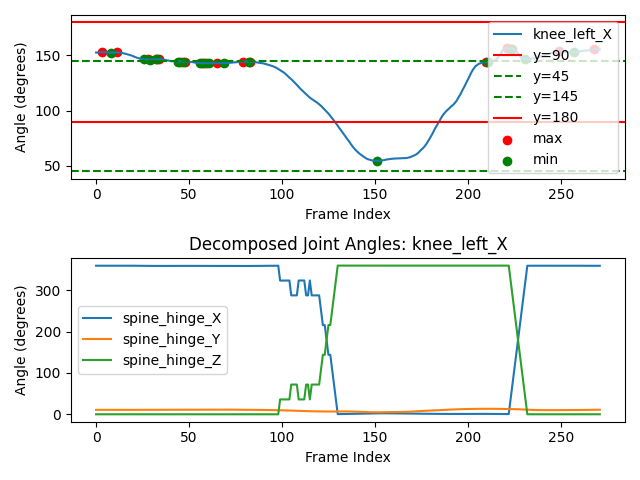 150
100
50
Angle (degrees)
knee_left_X
y=90
y=45
y=145
y=180
max
min
0 50 100 150 200 250
Frame Index
Decomposed Joint Angles: knee_left_X
300
200
100
0
Angle (degrees)
spine_hinge_X
spine_hinge_Y
spine_hinge_Z
0 50 100 150 200 250
Frame Index